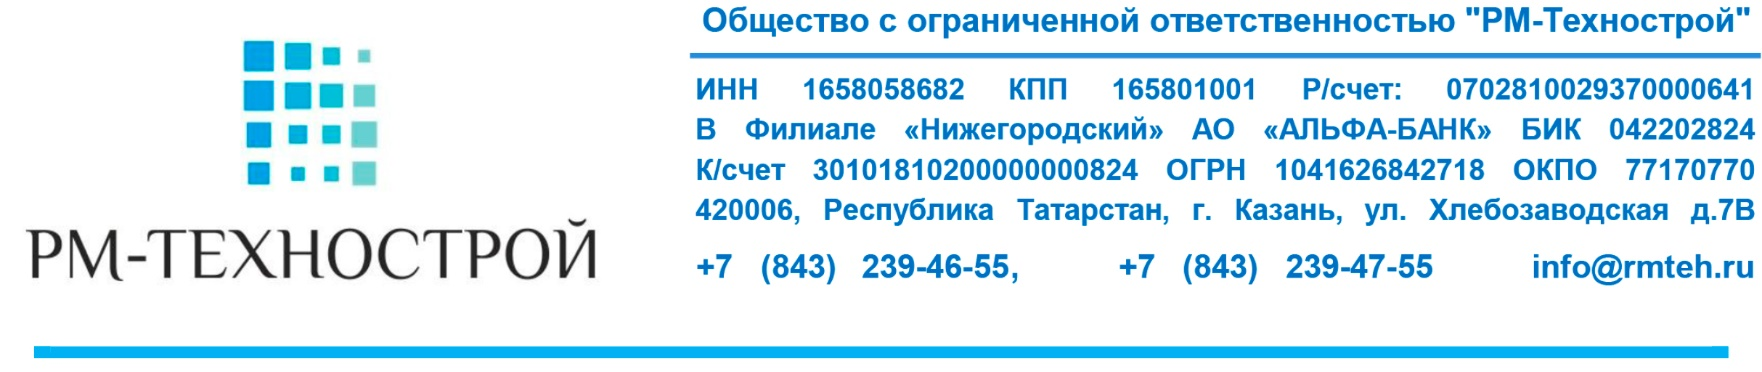 Общество с ограниченной ответственностью "РМ-Технострой"
ИНН 1658058682 КПП 165801001 Р/счет: 0702810029370000641
В Филиале «Нижегородский» АО «АЛЬФА-БАНК» БИК 042202824
К/счет 30101810200000000824 ОГРН 1041626842718 ОКПО 77170770
420006, Республика Татарстан, г. Казань, ул. Хлебозаводская д.7В
+7 (843) 239-46-55, +7 (843) 239-47-55 info@rmteh.ru
РМ-ТЕХНОСТРОЙ